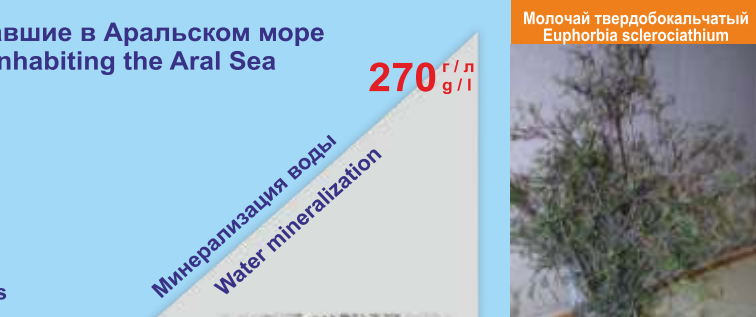 авшие в Аральском море
nhabiting the Aral Sea
270 г / л
g / l
Минерализация воды
Water mineralization
s
Молочай твердобокальчатый
Euphorbia sclerociathium